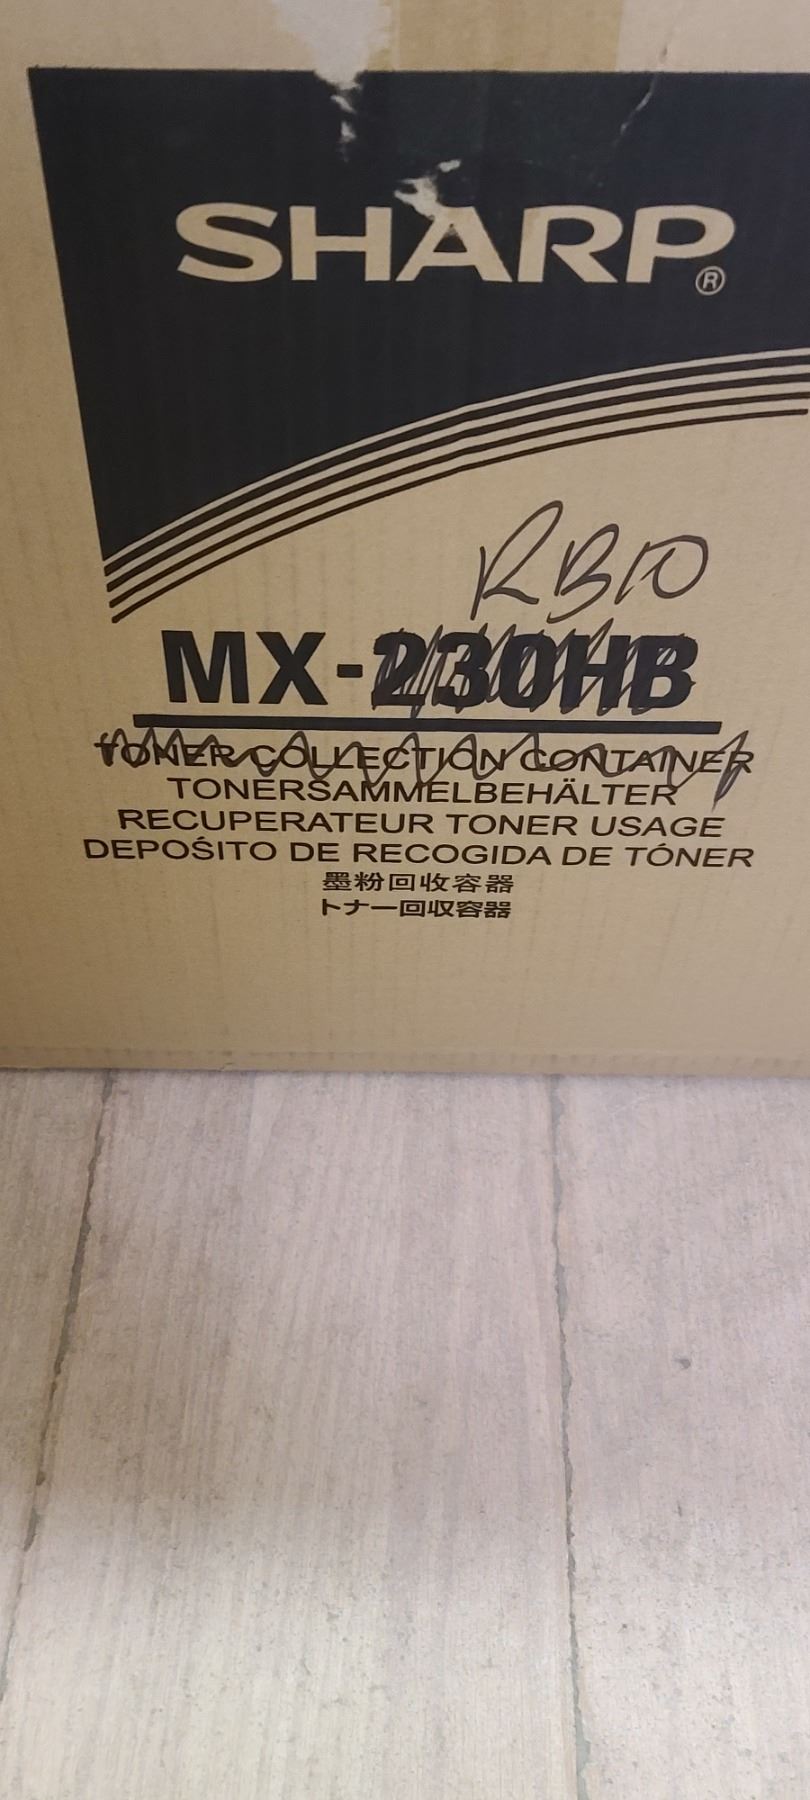 SHARP®
RB10
MX-230HB
TONER COLLECTION CONTAINER
TONERSAMMELBEHÄLTER
RECUPERATEUR TONER USAGE
DEPOŚITO DE RECOGIDA DE TÓNER
墨粉回收容器
トナー回収容器